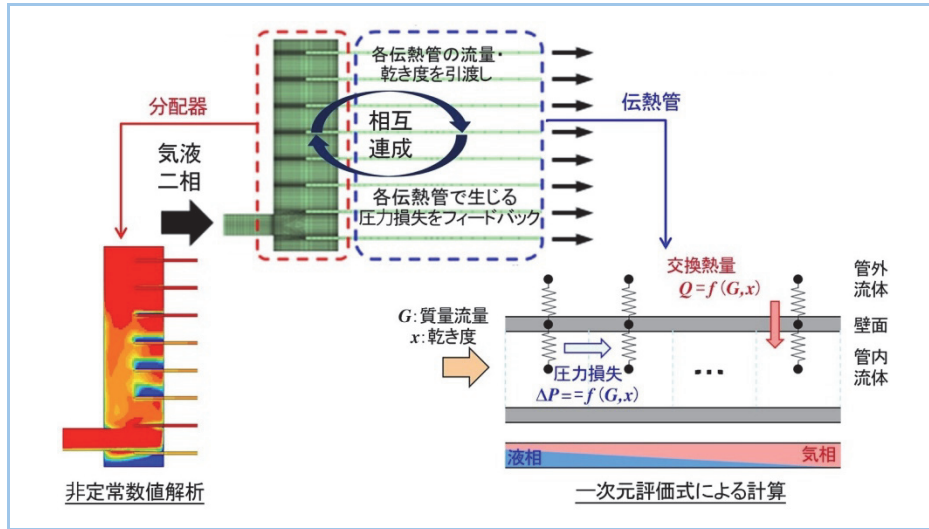 各伝熱管の流量・
乾き度を引渡し
分配器
伝熱管
相互
連成
気液
二相
各伝熱管で生じる
圧力損失をフィードバック
交換熱量
Q=f(G,x)
管外
流体
G:質量流量
x:乾き度
壁面
圧力損失
ΔP==f(G,x)
...
管内
流体
液相
気相
非定常数値解析
一次元評価式による計算